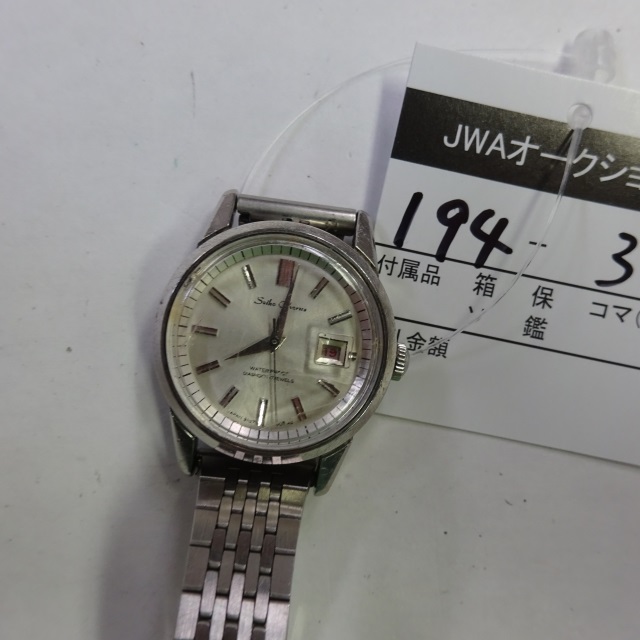 Seiko
WATERPROOF
JWAオークショ
194-3
付属品 箱 保 コマ(
、 鑑
金額